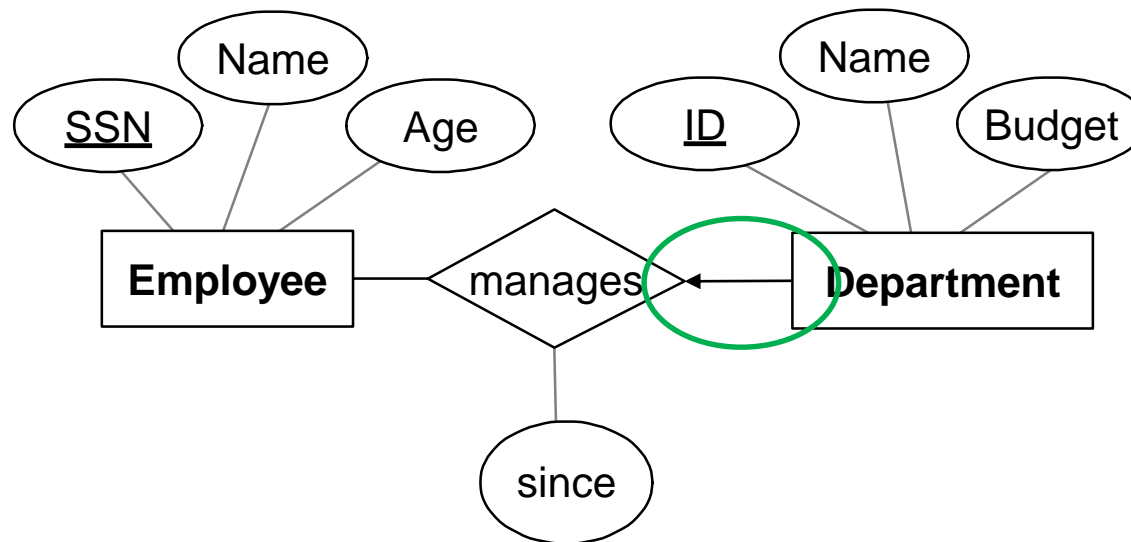 Name
Name
SSN
Age
ID
Budget
Employee
manages
Department
since